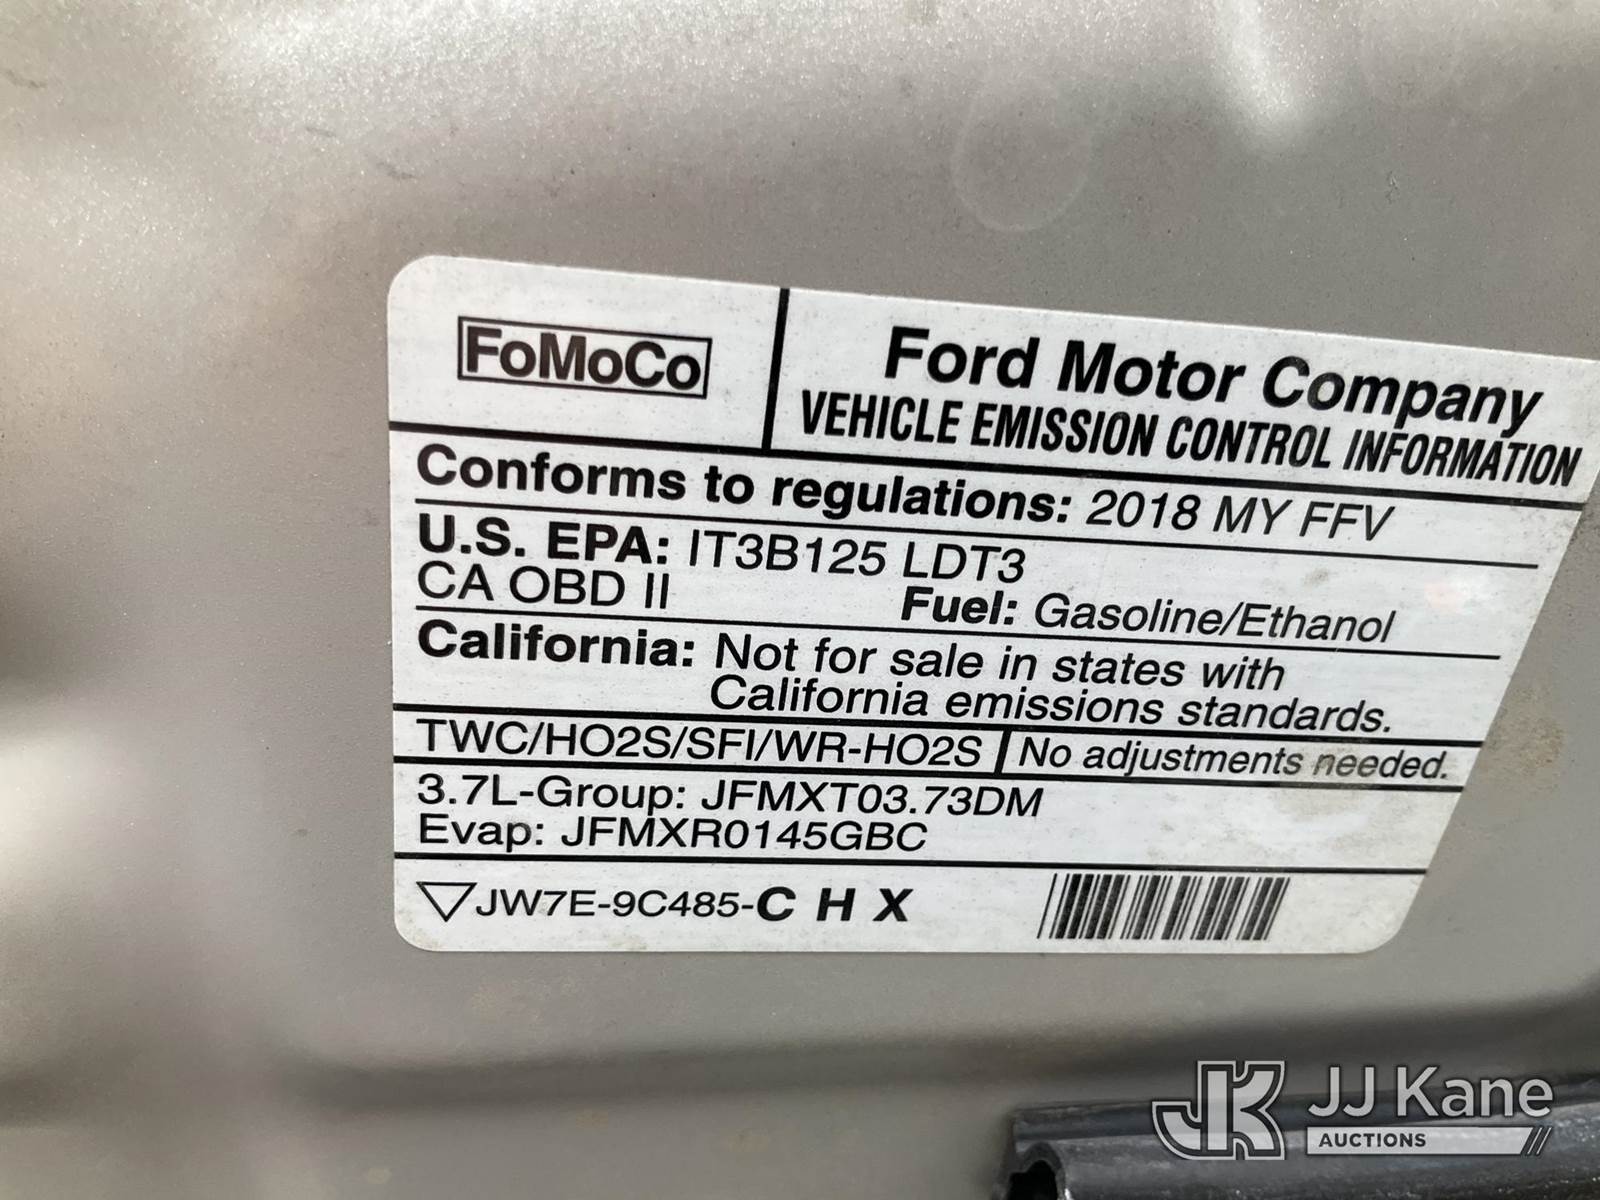 FoMoCo
Ford Motor Company
VEHICLE EMISSION CONTROL INFORMATION
Conforms to regulations: 2018 MY FFV
U.S. EPA: IT3B125 LDT3
CA OBD II Fuel: Gasoline/Ethanol
California: Not for sale in states with
California emissions standards.
TWC/HO2S/SFI/WR-HO2S No adjustments needed.
3.7L-Group: JFMXT03.73DM
Evap: JFMXR0145GBC
JW7E-9C485-C H X
JK JJ Kane
AUCTIONS